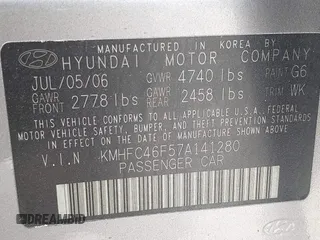 MANUFACTURED IN KOREA BY
HYUNDAI MOTOR COMPANY
JUL/05/06 GVWR 4740 lbs PAINT G6
GAWR FRONT 2778 lbs GAWR REAR 2458 lbs TRIM WK
THIS VEHICLE CONFORMS TO ALL APPLICABLE
FEDERAL MOTOR VEHICLE SAFETY, BUMPER AND
THEFT PREVENTION STANDARDS IN EFFECT ON
THE DATE OF MANUFACTURE SHOWN ABOVE.
V.I.N KMHFC46F57A141280
PASSENGER CAR
DREAMBID